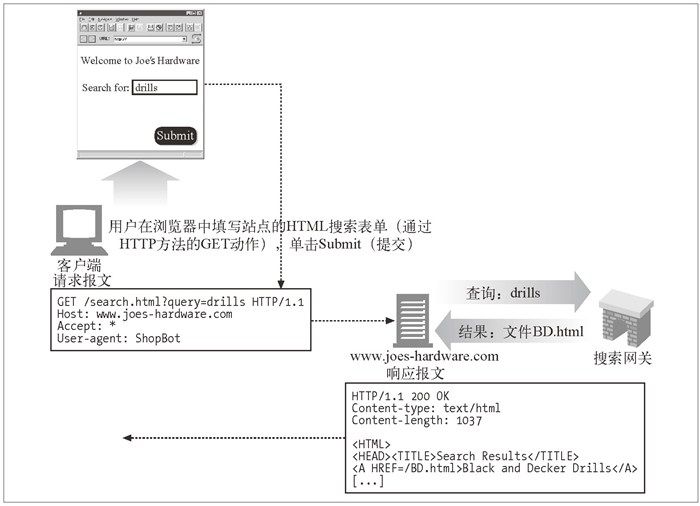 URL: http://
Welcome to Joe's Hardware
Search for: drills
Submit
用户在浏览器中填写站点的HTML搜索表单（通过
HTTP方法的GET动作），单击Submit（提交）
客户端
请求报文
GET /search.html?query=drills HTTP/1.1
Host: www.joes-hardware.com
Accept: *
User-agent: ShopBot
查询：drills
结果：文件BD.html
搜索网关
www.joes-hardware.com
响应报文
HTTP/1.1 200 OK
Content-type: text/html
Content-length: 1037
<HTML>
<HEAD><TITLE>Search Results</TITLE>
<A HREF=/BD.html>Black and Decker Drills</A>
[...]